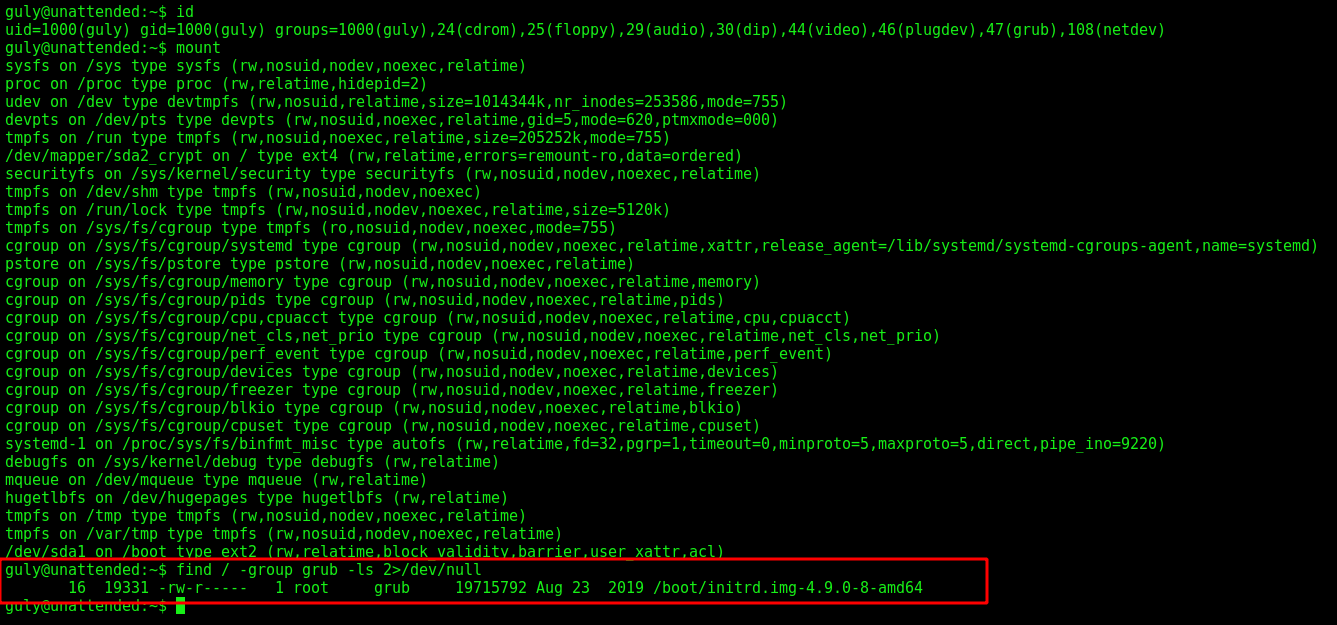 guly@unattended:~$ id
uid=1000(guly) gid=1000(guly) groups=1000(guly),24(cdrom),25(floppy),29(audio),30(dip),44(video),46(plugdev),47(grub),108(netdev)
guly@unattended:~$ mount
sysfs on /sys type sysfs (rw,nosuid,nodev,noexec,relatime)
proc on /proc type proc (rw,relatime,hidepid=2)
udev on /dev type devtmpfs (rw,nosuid,relatime,size=1014344k,nr_inodes=253586,mode=755)
devpts on /dev/pts type devpts (rw,nosuid,noexec,relatime,gid=5,mode=620,ptmxmode=000)
tmpfs on /run type tmpfs (rw,nosuid,noexec,relatime,size=205252k,mode=755)
/dev/mapper/sda2_crypt on / type ext4 (rw,relatime,errors=remount-ro,data=ordered)
securityfs on /sys/kernel/security type securityfs (rw,nosuid,nodev,noexec,relatime)
tmpfs on /dev/shm type tmpfs (rw,nosuid,nodev,noexec)
tmpfs on /run/lock type tmpfs (rw,nosuid,nodev,noexec,relatime,size=5120k)
tmpfs on /sys/fs/cgroup type tmpfs (ro,nosuid,nodev,noexec,mode=755)
cgroup on /sys/fs/cgroup/systemd type cgroup (rw,nosuid,nodev,noexec,relatime,xattr,release_agent=/lib/systemd/systemd-cgroups-agent,name=systemd)
pstore on /sys/fs/pstore type pstore (rw,nosuid,nodev,noexec,relatime)
cgroup on /sys/fs/cgroup/memory type cgroup (rw,nosuid,nodev,noexec,relatime,memory)
cgroup on /sys/fs/cgroup/pids type cgroup (rw,nosuid,nodev,noexec,relatime,pids)
cgroup on /sys/fs/cgroup/cpu,cpuacct type cgroup (rw,nosuid,nodev,noexec,relatime,cpu,cpuacct)
cgroup on /sys/fs/cgroup/net_cls,net_prio type cgroup (rw,nosuid,nodev,noexec,relatime,net_cls,net_prio)
cgroup on /sys/fs/cgroup/perf_event type cgroup (rw,nosuid,nodev,noexec,relatime,perf_event)
cgroup on /sys/fs/cgroup/devices type cgroup (rw,nosuid,nodev,noexec,relatime,devices)
cgroup on /sys/fs/cgroup/freezer type cgroup (rw,nosuid,nodev,noexec,relatime,freezer)
cgroup on /sys/fs/cgroup/blkio type cgroup (rw,nosuid,nodev,noexec,relatime,blkio)
cgroup on /sys/fs/cgroup/cpuset type cgroup (rw,nosuid,nodev,noexec,relatime,cpuset)
systemd-1 on /proc/sys/fs/binfmt_misc type autofs (rw,relatime,fd=32,pgrp=1,timeout=0,minproto=5,maxproto=5,direct,pipe_ino=9220)
debugfs on /sys/kernel/debug type debugfs (rw,relatime)
mqueue on /dev/mqueue type mqueue (rw,relatime)
hugetlbfs on /dev/hugepages type hugetlbfs (rw,relatime)
tmpfs on /tmp type tmpfs (rw,nosuid,nodev,noexec,relatime)
tmpfs on /var/tmp type tmpfs (rw,nosuid,nodev,noexec,relatime)
/dev/sda1 on /boot type ext2 (rw,relatime,block_validity,barrier,user_xattr,acl)
guly@unattended:~$ find / -group grub -ls 2>/dev/null
16 19331 -rw-r----- 1 root grub 19715792 Aug 23 2019 /boot/initrd.img-4.9.0-8-amd64
guly@unattended:~$